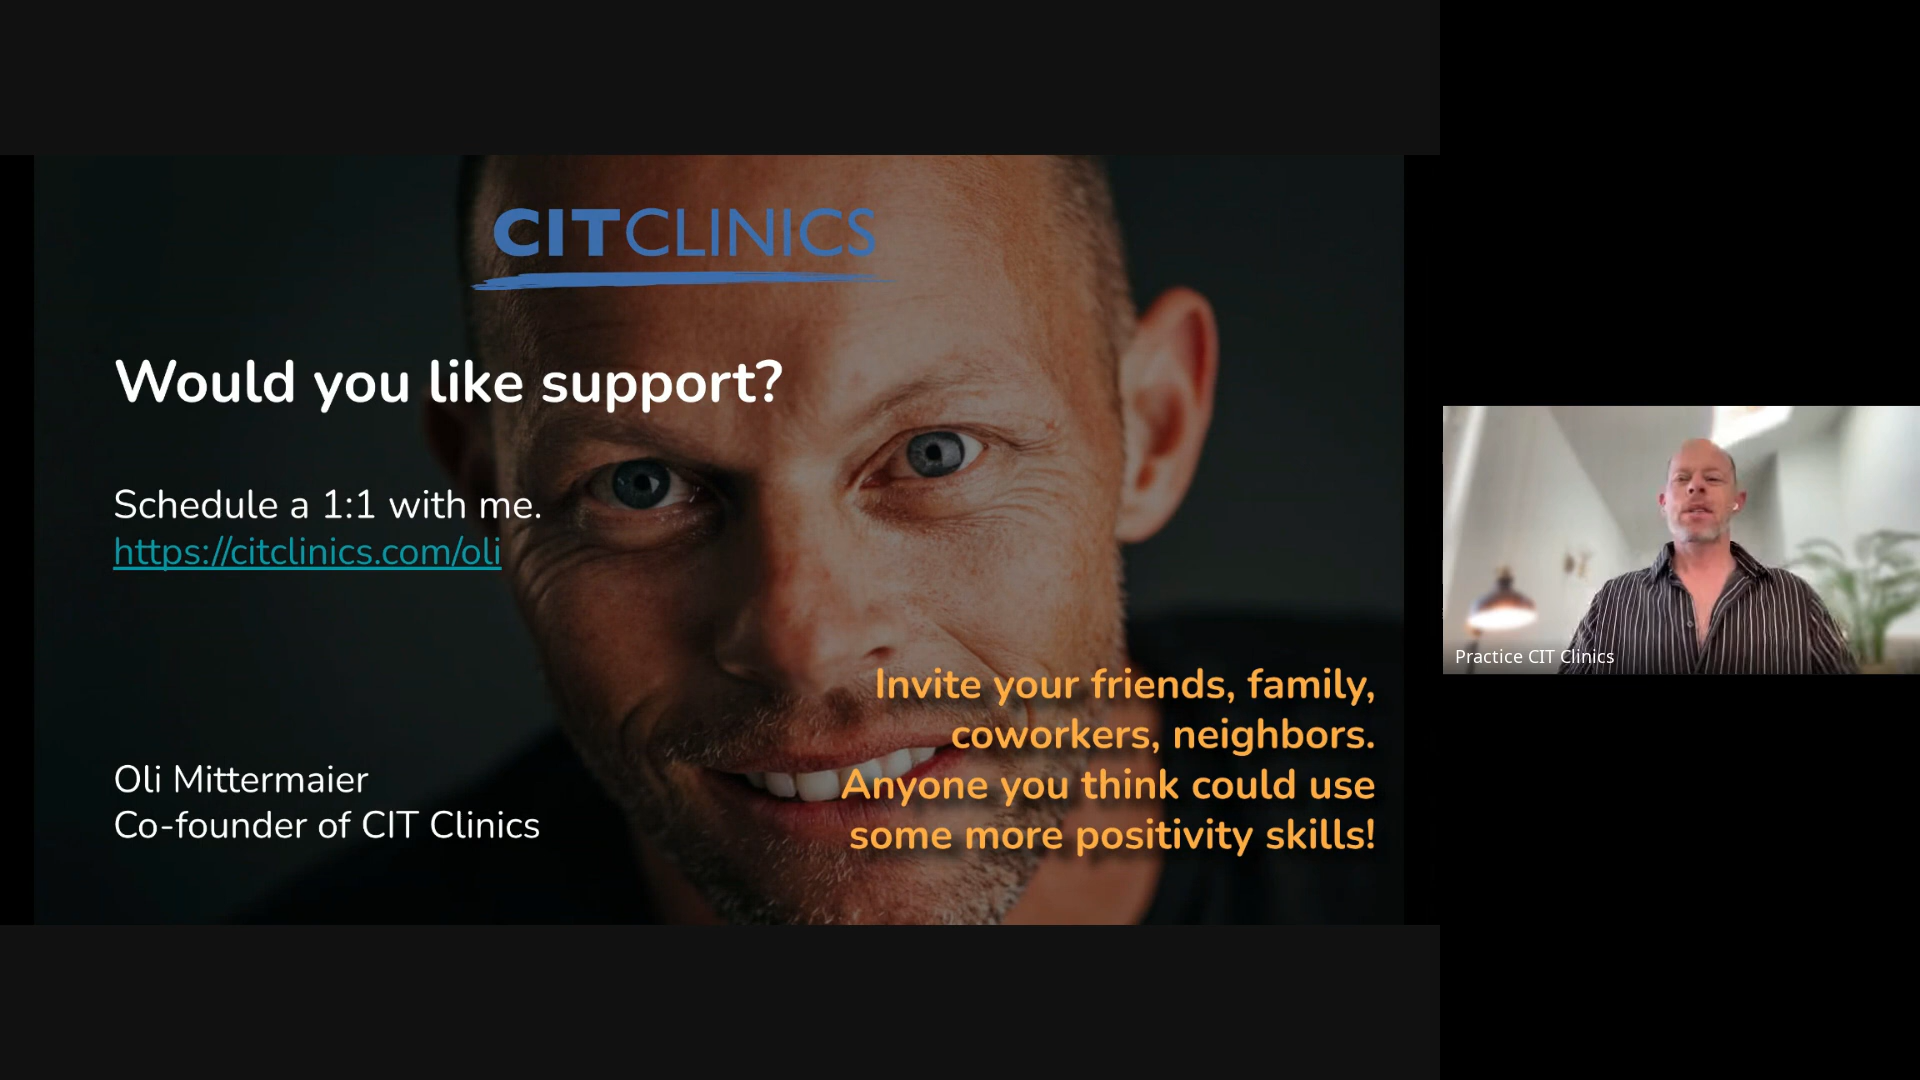 CITCLINICS
Would you like support?
Schedule a 1:1 with me.
https://citclinics.com/oli
Invite your friends, family,
coworkers, neighbors.
Anyone you think could use
some more positivity skills!
Oli Mittermaier
Co-founder of CIT Clinics
Practice CIT Clinics